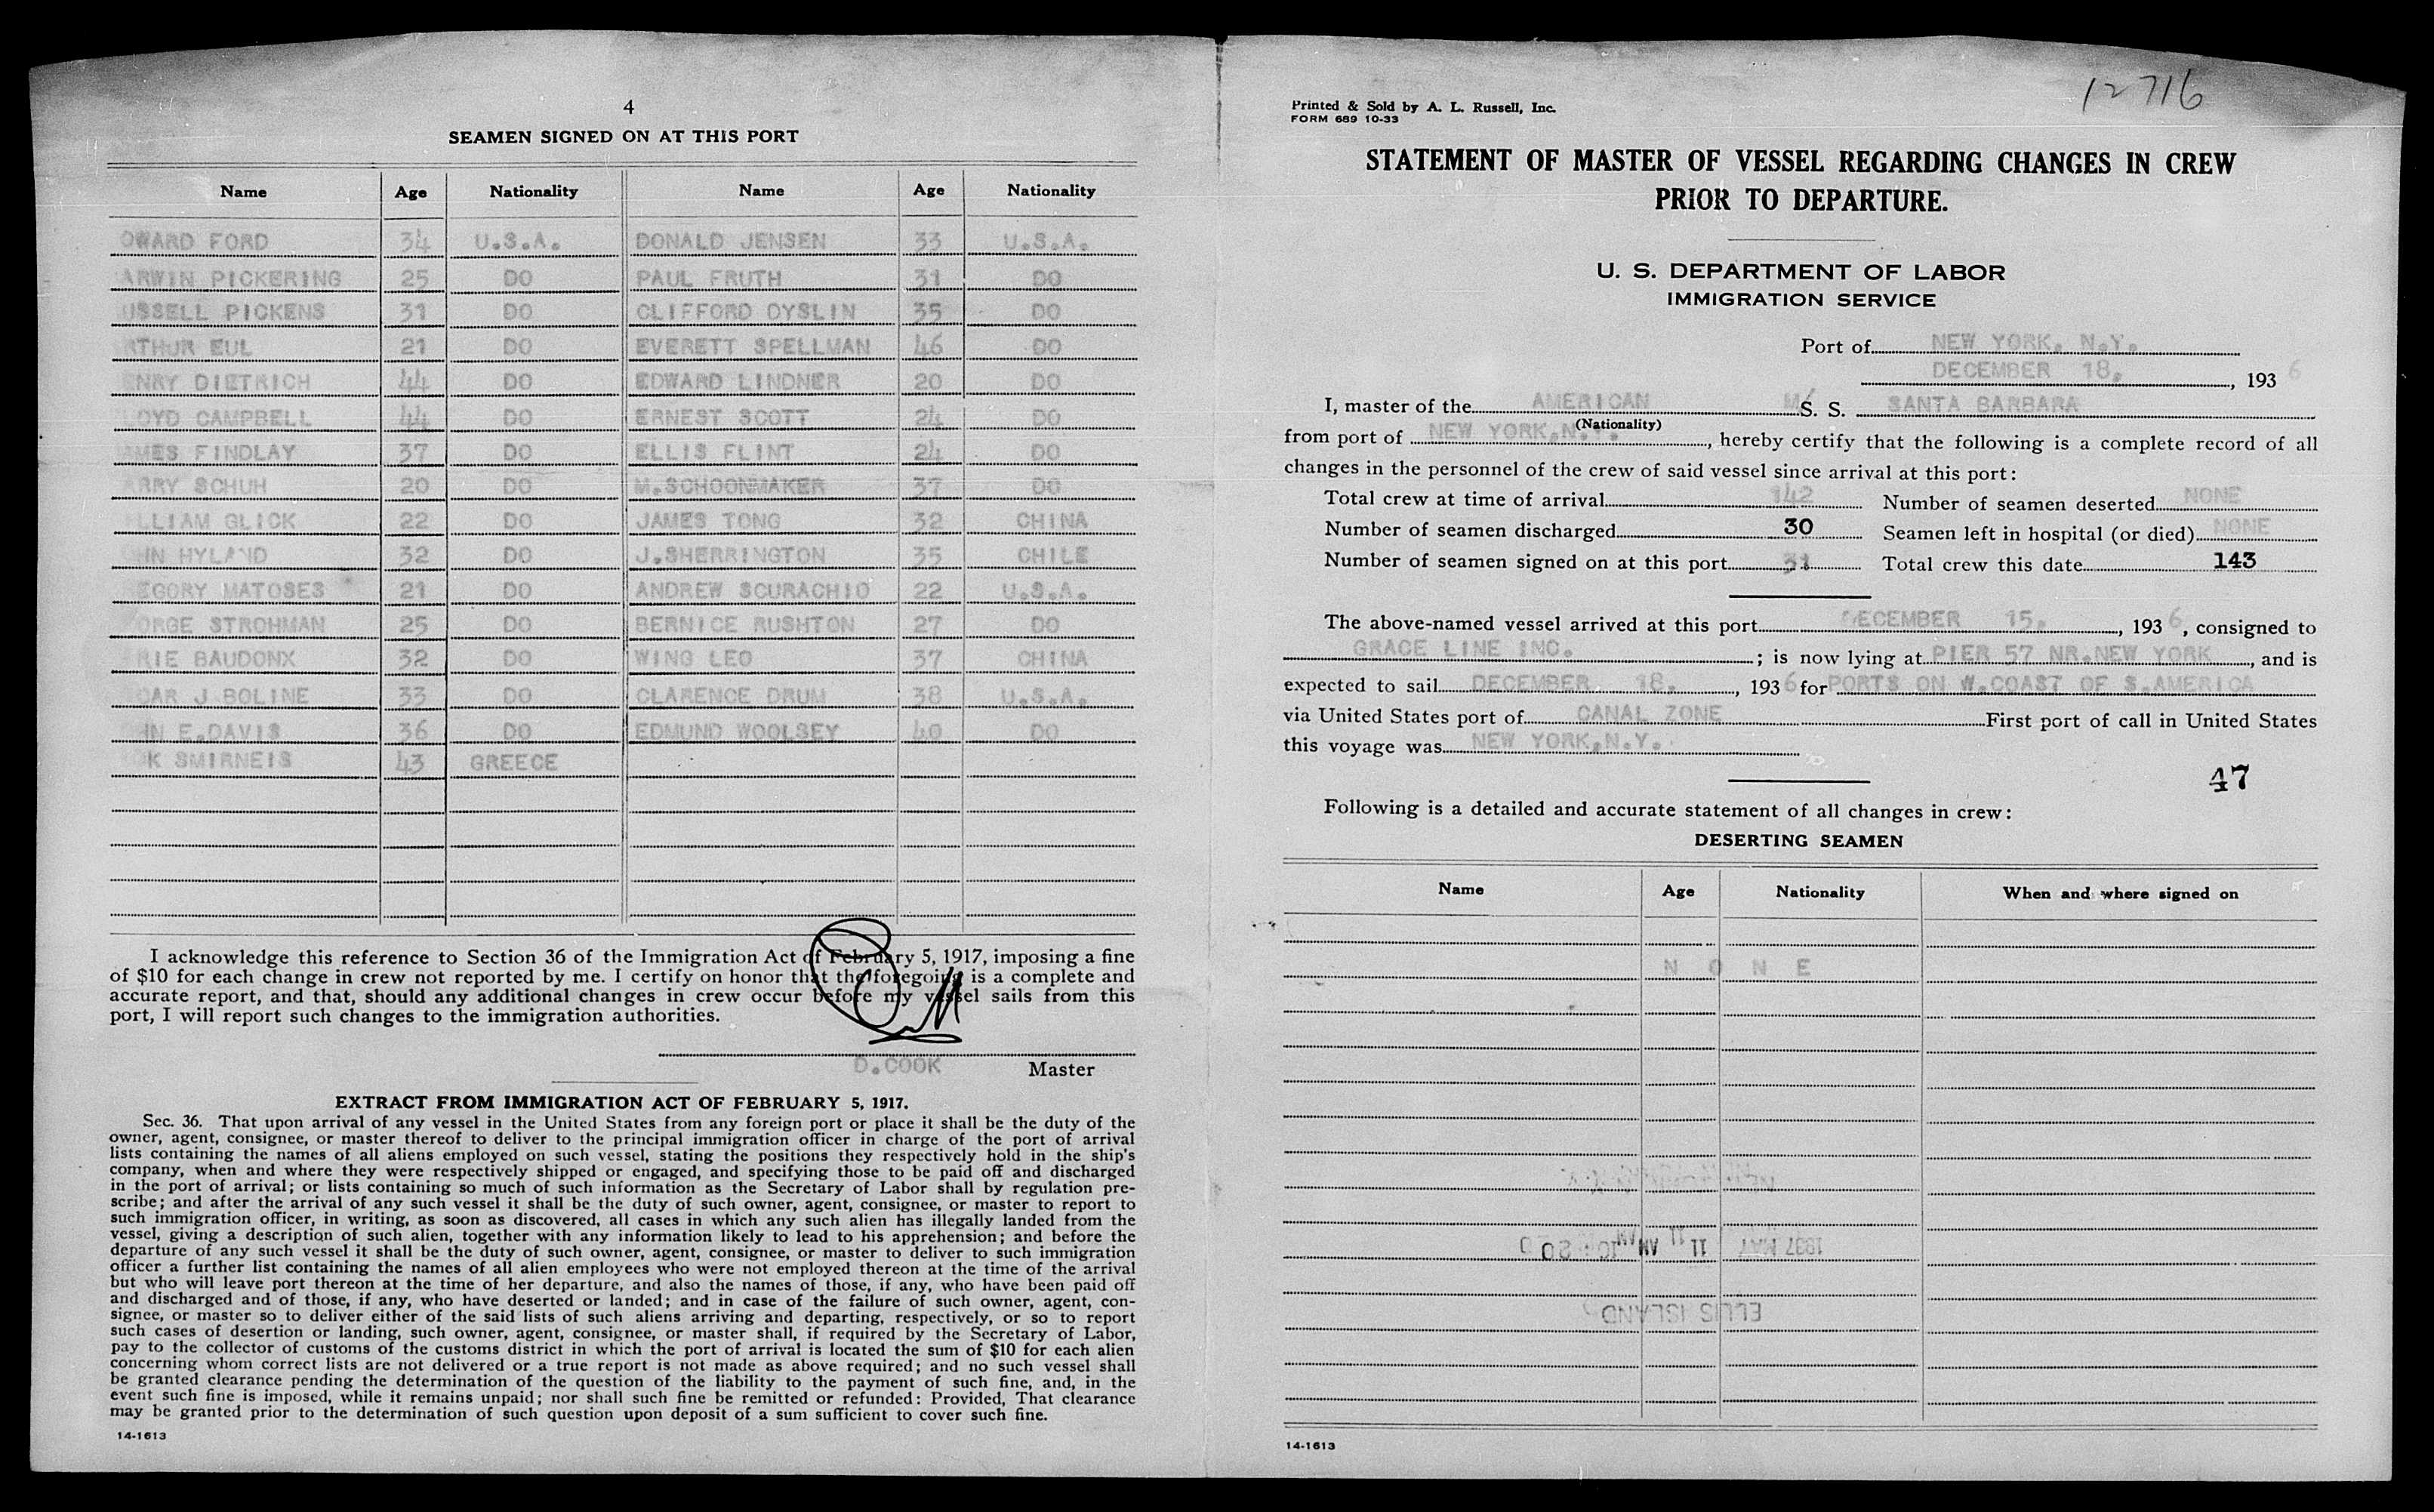 4
SEAMEN SIGNED ON AT THIS PORT
Name Age Nationality Name Age Nationality
OWARD FORD 34 U.S.A. DONALD JENSEN 33 U.S.A.
ARWIN PICKERING 25 DO PAUL FRUTH 31 DO
USSELL PICKENS 31 DO CLIFFORD DYSLIN 35 DO
RTHUR EUL 21 DO EVERETT SPELLMAN 46 DO
ENRY DIETRICH 44 DO EDWARD LINDNER 20 DO
LOYD CAMPBELL 44 DO ERNEST SCOTT 24 DO
AMES FINDLAY 37 DO ELLIS FLINT 24 DO
ARRY SCHUH 20 DO M.SCHOONMAKER 37 DO
LLIAM GLICK 22 DO JAMES TONG 32 CHINA
HN HYLAND 32 DO J.SHERRINGTON 35 CHILE
EGORY MATOSES 21 DO ANDREW SCURACHIO 22 U.S.A.
ORGE STROHMAN 25 DO BERNICE RUSHTON 27 DO
RIE BAUDONX 32 DO WING LEO 37 CHINA
CAR J BOLINE 33 DO CLARENCE DRUM 38 U.S.A.
HN E.DAVIS 36 DO EDMUND WOOLSEY 40 DO
K SMIRNEIS 43 GREECE
I acknowledge this reference to Section 36 of the Immigration Act of February 5, 1917, imposing a fine
of $10 for each change in crew not reported by me. I certify on honor that the foregoing is a complete and
accurate report, and that, should any additional changes in crew occur before my vessel sails from this
port, I will report such changes to the immigration authorities.
D.COOK Master
EXTRACT FROM IMMIGRATION ACT OF FEBRUARY 5, 1917.
Sec. 36. That upon arrival of any vessel in the United States from any foreign port or place it shall be the duty of the
owner, agent, consignee, or master thereof to deliver to the principal immigration officer in charge of the port of arrival
lists containing the names of all aliens employed on such vessel, stating the positions they respectively hold in the ship's
company, when and where they were respectively shipped or engaged, and specifying those to be paid off and discharged
in the port of arrival; or lists containing so much of such information as the Secretary of Labor shall by regulation pre-
scribe; and after the arrival of any such vessel it shall be the duty of such owner, agent, consignee, or master to report to
such immigration officer, in writing, as soon as discovered, all cases in which any such alien has illegally landed from the
vessel, giving a description of such alien, together with any information likely to lead to his apprehension; and before the
departure of any such vessel it shall be the duty of such owner, agent, consignee, or master to deliver to such immigration
officer a further list containing the names of all alien employees who were not employed thereon at the time of the arrival
but who will leave port thereon at the time of her departure, and also the names of those, if any, who have been paid off
and discharged and of those, if any, who have deserted or landed; and in case of the failure of such owner, agent, con-
signee, or master so to deliver either of the said lists of such aliens arriving and departing, respectively, or so to report
such cases of desertion or landing, such owner, agent, consignee, or master shall, if required by the Secretary of Labor,
pay to the collector of customs of the customs district in which the port of arrival is located the sum of $10 for each alien
concerning whom correct lists are not delivered or a true report is not made as above required; and no such vessel shall
be granted clearance pending the determination of the question of the liability to the payment of such fine, and, in the
event such fine is imposed, while it remains unpaid; nor shall such fine be remitted or refunded: Provided, That clearance
may be granted prior to the determination of such question upon deposit of a sum sufficient to cover such fine.
14-1613
12716
Printed & Sold by A. L. Russell, Inc.
FORM 689 10-33
STATEMENT OF MASTER OF VESSEL REGARDING CHANGES IN CREW
PRIOR TO DEPARTURE.
U. S. DEPARTMENT OF LABOR
IMMIGRATION SERVICE
Port of NEW YORK, N.Y.
DECEMBER 18, , 193 6
I, master of the AMERICAN M/ S. S. SANTA BARBARA
(Nationality)
from port of NEW YORK,N.Y. , hereby certify that the following is a complete record of all
changes in the personnel of the crew of said vessel since arrival at this port:
Total crew at time of arrival 142 Number of seamen deserted NONE
Number of seamen discharged 30 Seamen left in hospital (or died) NONE
Number of seamen signed on at this port 31 Total crew this date 143
The above-named vessel arrived at this port DECEMBER 15, , 193 6 , consigned to
GRACE LINE INC. ; is now lying at PIER 57 NR.NEW YORK , and is
expected to sail DECEMBER 18, , 193 6 for PORTS ON W.COAST OF S.AMERICA
via United States port of CANAL ZONE First port of call in United States
this voyage was NEW YORK,N.Y.
47
Following is a detailed and accurate statement of all changes in crew:
DESERTING SEAMEN
Name Age Nationality When and where signed on
N O N E
1937 MAY 11 AM
ELLIS ISLAND
14-1613